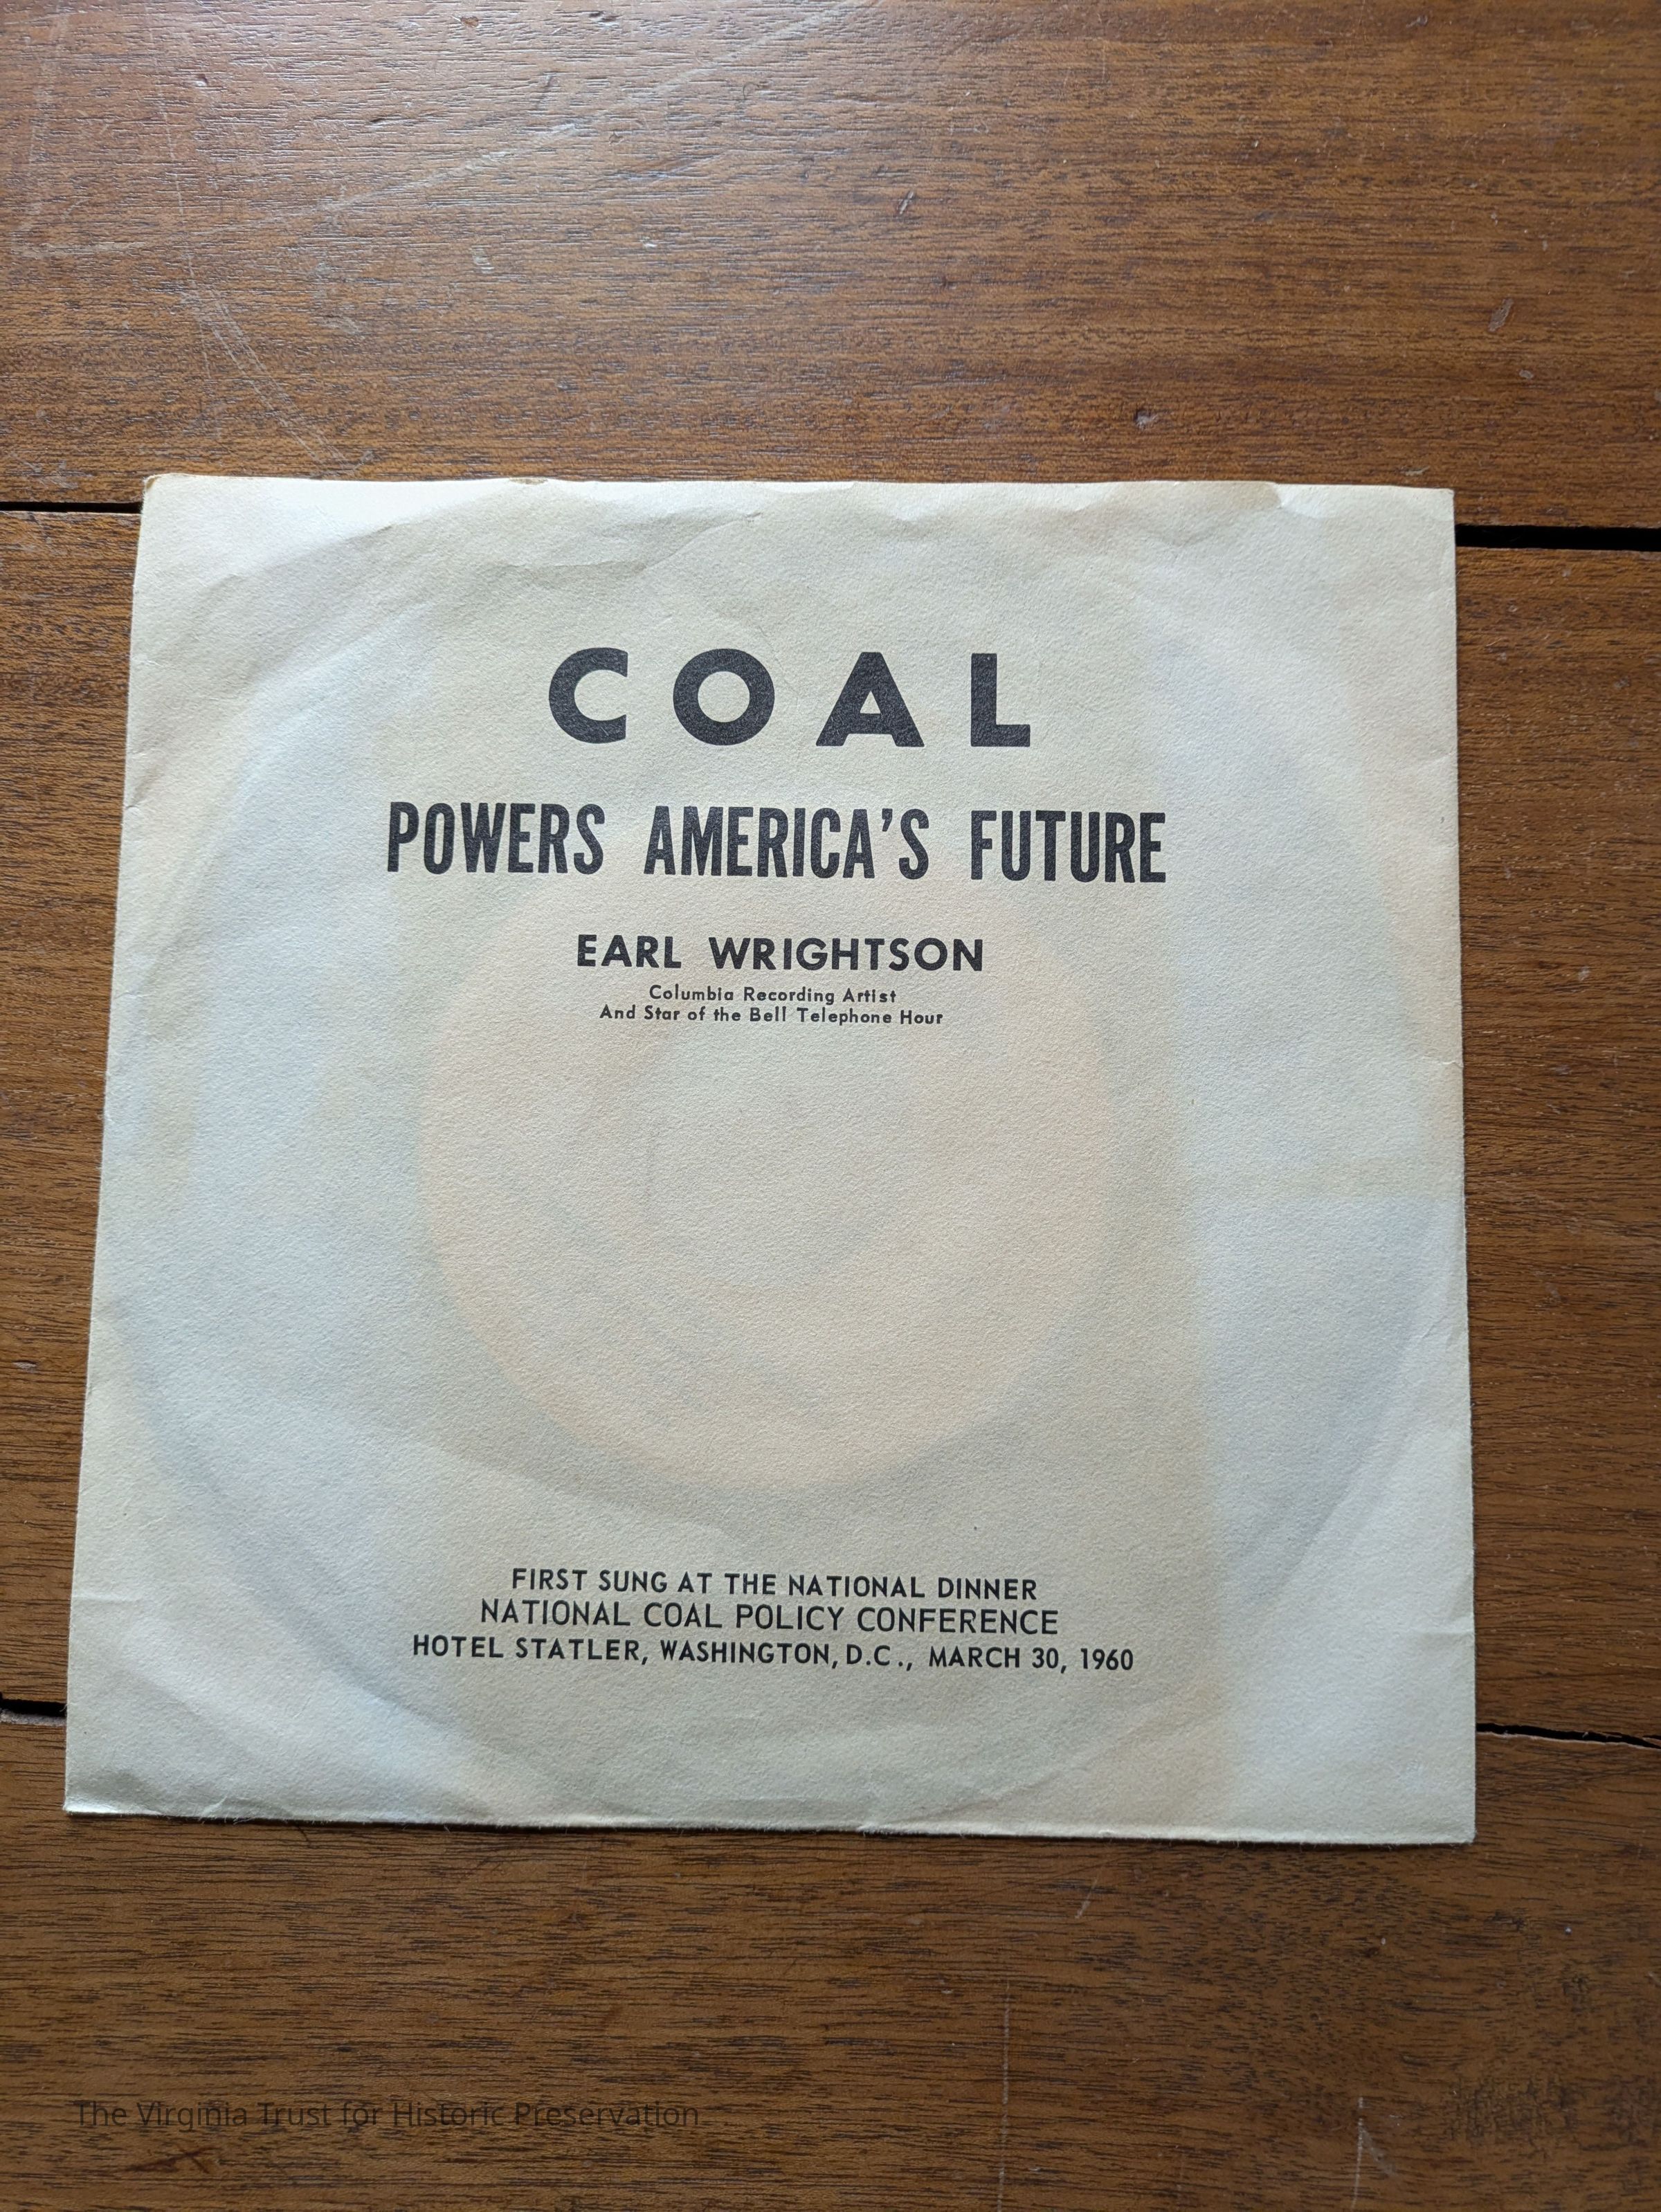 COAL
POWERS AMERICA'S FUTURE
EARL WRIGHTSON
Columbia Recording Artist
And Star of the Bell Telephone Hour
FIRST SUNG AT THE NATIONAL DINNER
NATIONAL COAL POLICY CONFERENCE
HOTEL STATLER, WASHINGTON, D.C., MARCH 30, 1960
The Virginia Trust for Historic Preservation